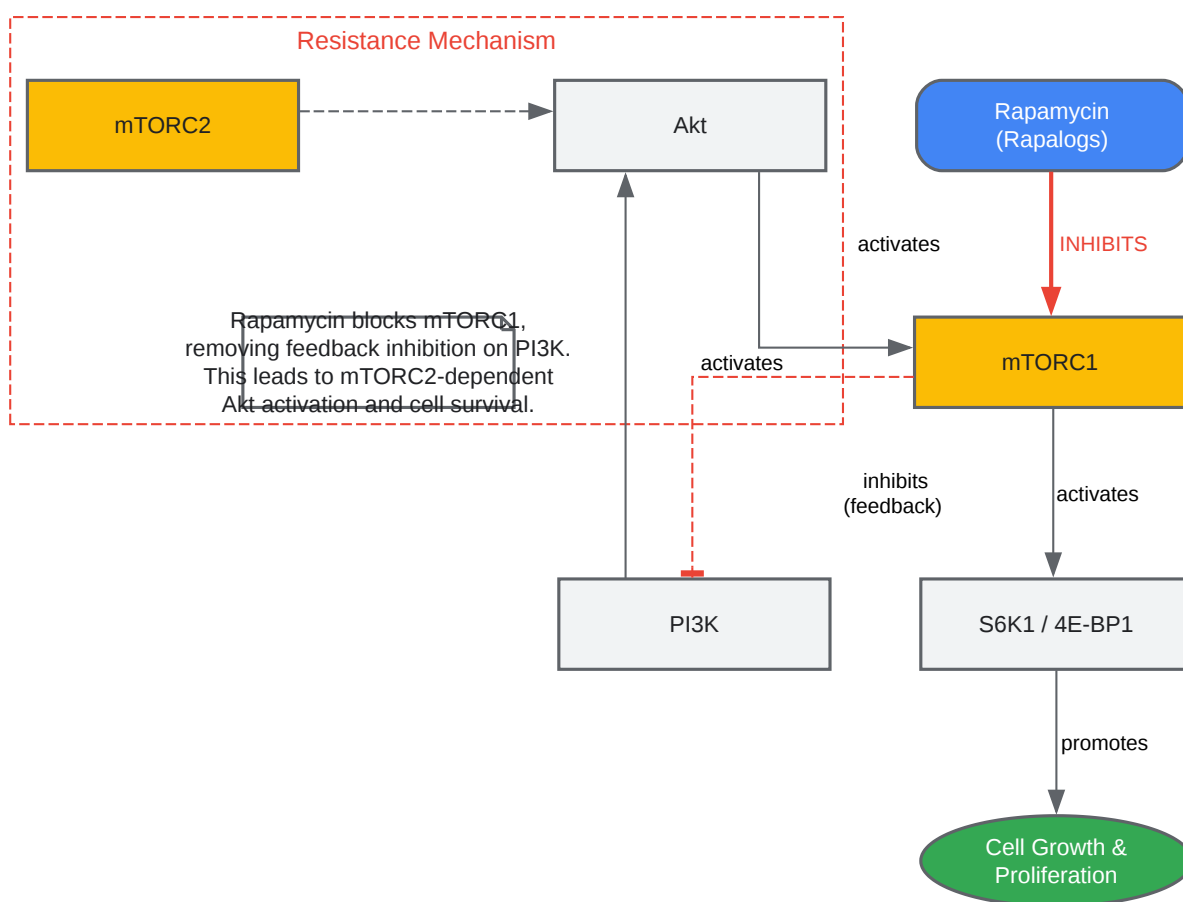 Resistance Mechanism
mTORC2
Akt
Rapamycin
(Rapalogs)
activates
INHIBITS
Rapamycin blocks mTORC1,
removing feedback inhibition on PI3K.
This leads to mTORC2-dependent
Akt activation and cell survival.
activates
mTORC1
inhibits
(feedback)
activates
PI3K
S6K1 / 4E-BP1
promotes
Cell Growth &
Proliferation